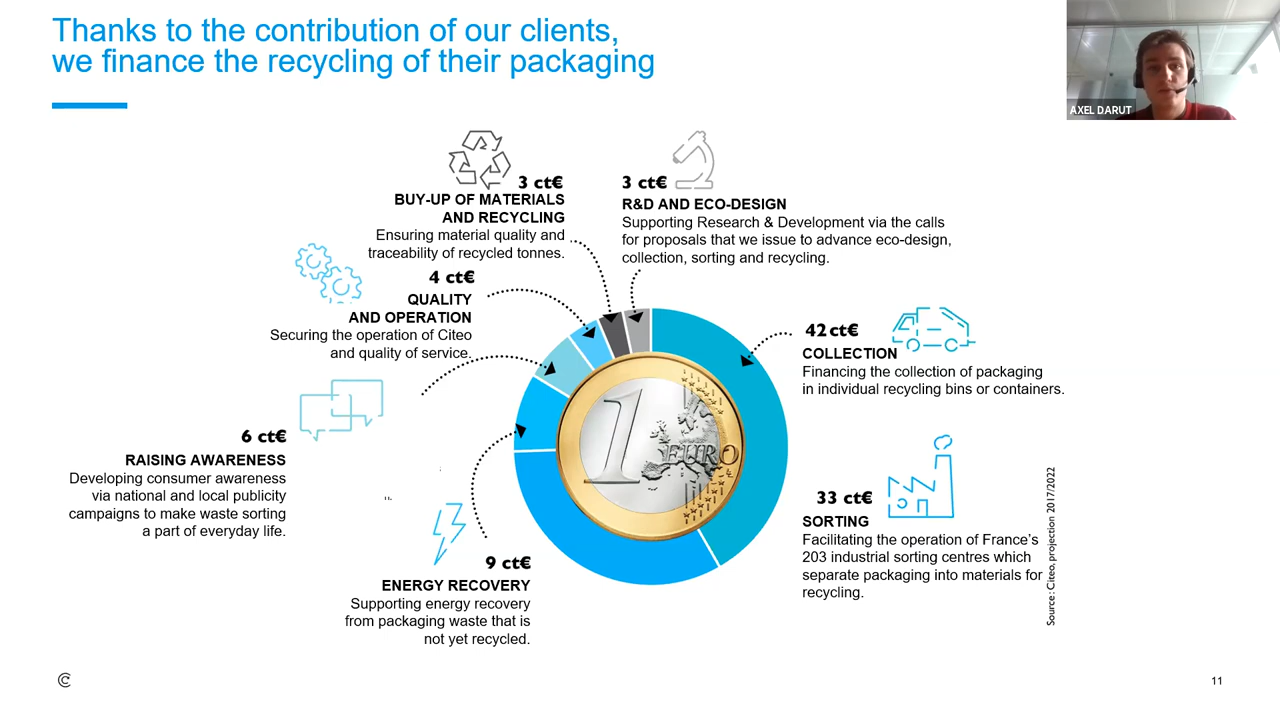 Thanks to the contribution of our clients,
we finance the recycling of their packaging
AXEL DARUT
3 ct€
BUY-UP OF MATERIALS
AND RECYCLING
Ensuring material quality and
traceability of recycled tonnes.
3 ct€
R&D AND ECO-DESIGN
Supporting Research & Development via the calls
for proposals that we issue to advance eco-design,
collection, sorting and recycling.
4 ct€
QUALITY
AND OPERATION
Securing the operation of Citeo
and quality of service.
42 ct€
COLLECTION
Financing the collection of packaging
in individual recycling bins or containers.
6 ct€
RAISING AWARENESS
Developing consumer awareness
via national and local publicity
campaigns to make waste sorting
a part of everyday life.
1
EURO
33 ct€
SORTING
Facilitating the operation of France's
203 industrial sorting centres which
separate packaging into materials for
recycling.
9 ct€
ENERGY RECOVERY
Supporting energy recovery
from packaging waste that is
not yet recycled.
Source: Citeo, projection 2017/2022
11